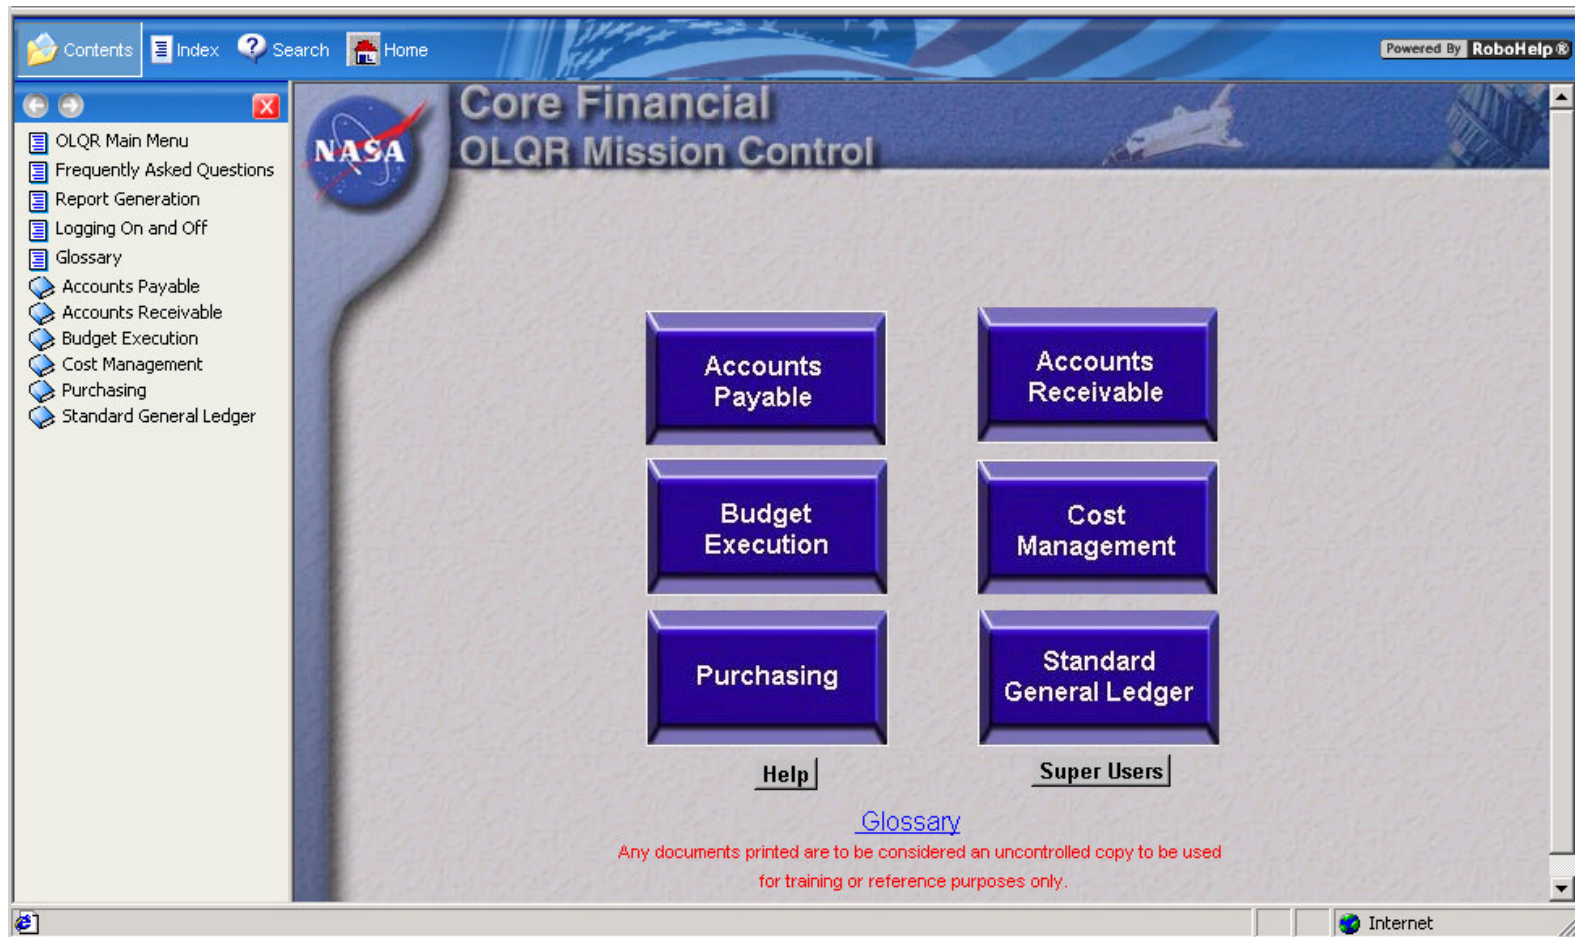 Contents Index Search Home
Powered By RoboHelp ®
OLQR Main Menu
Frequently Asked Questions
Report Generation
Logging On and Off
Glossary
Accounts Payable
Accounts Receivable
Budget Execution
Cost Management
Purchasing
Standard General Ledger
NASA
Core Financial
OLQR Mission Control
Accounts
Payable
Accounts
Receivable
Budget
Execution
Cost
Management
Purchasing
Standard
General Ledger
Help
Super Users
Glossary
Any documents printed are to be considered an uncontrolled copy to be used
for training or reference purposes only.
Internet